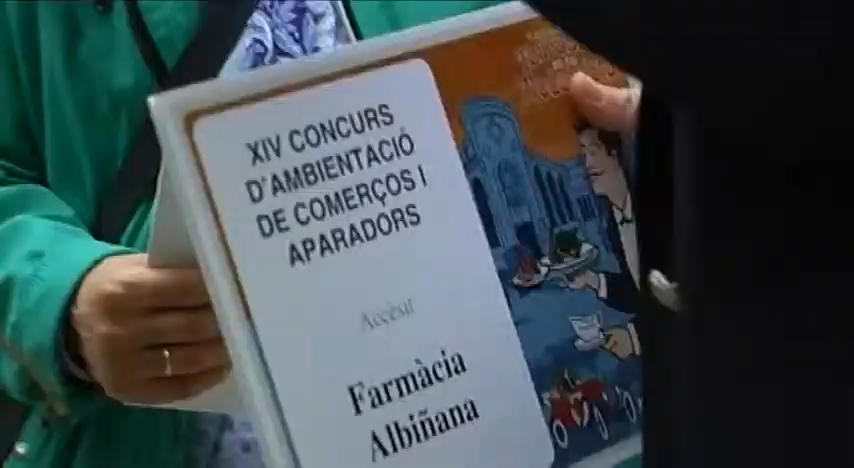 XIV CONCURS
D'AMBIENTACIÓ
DE COMERÇOS I
APARADORS
Accèsit
Farmàcia
Albiñana